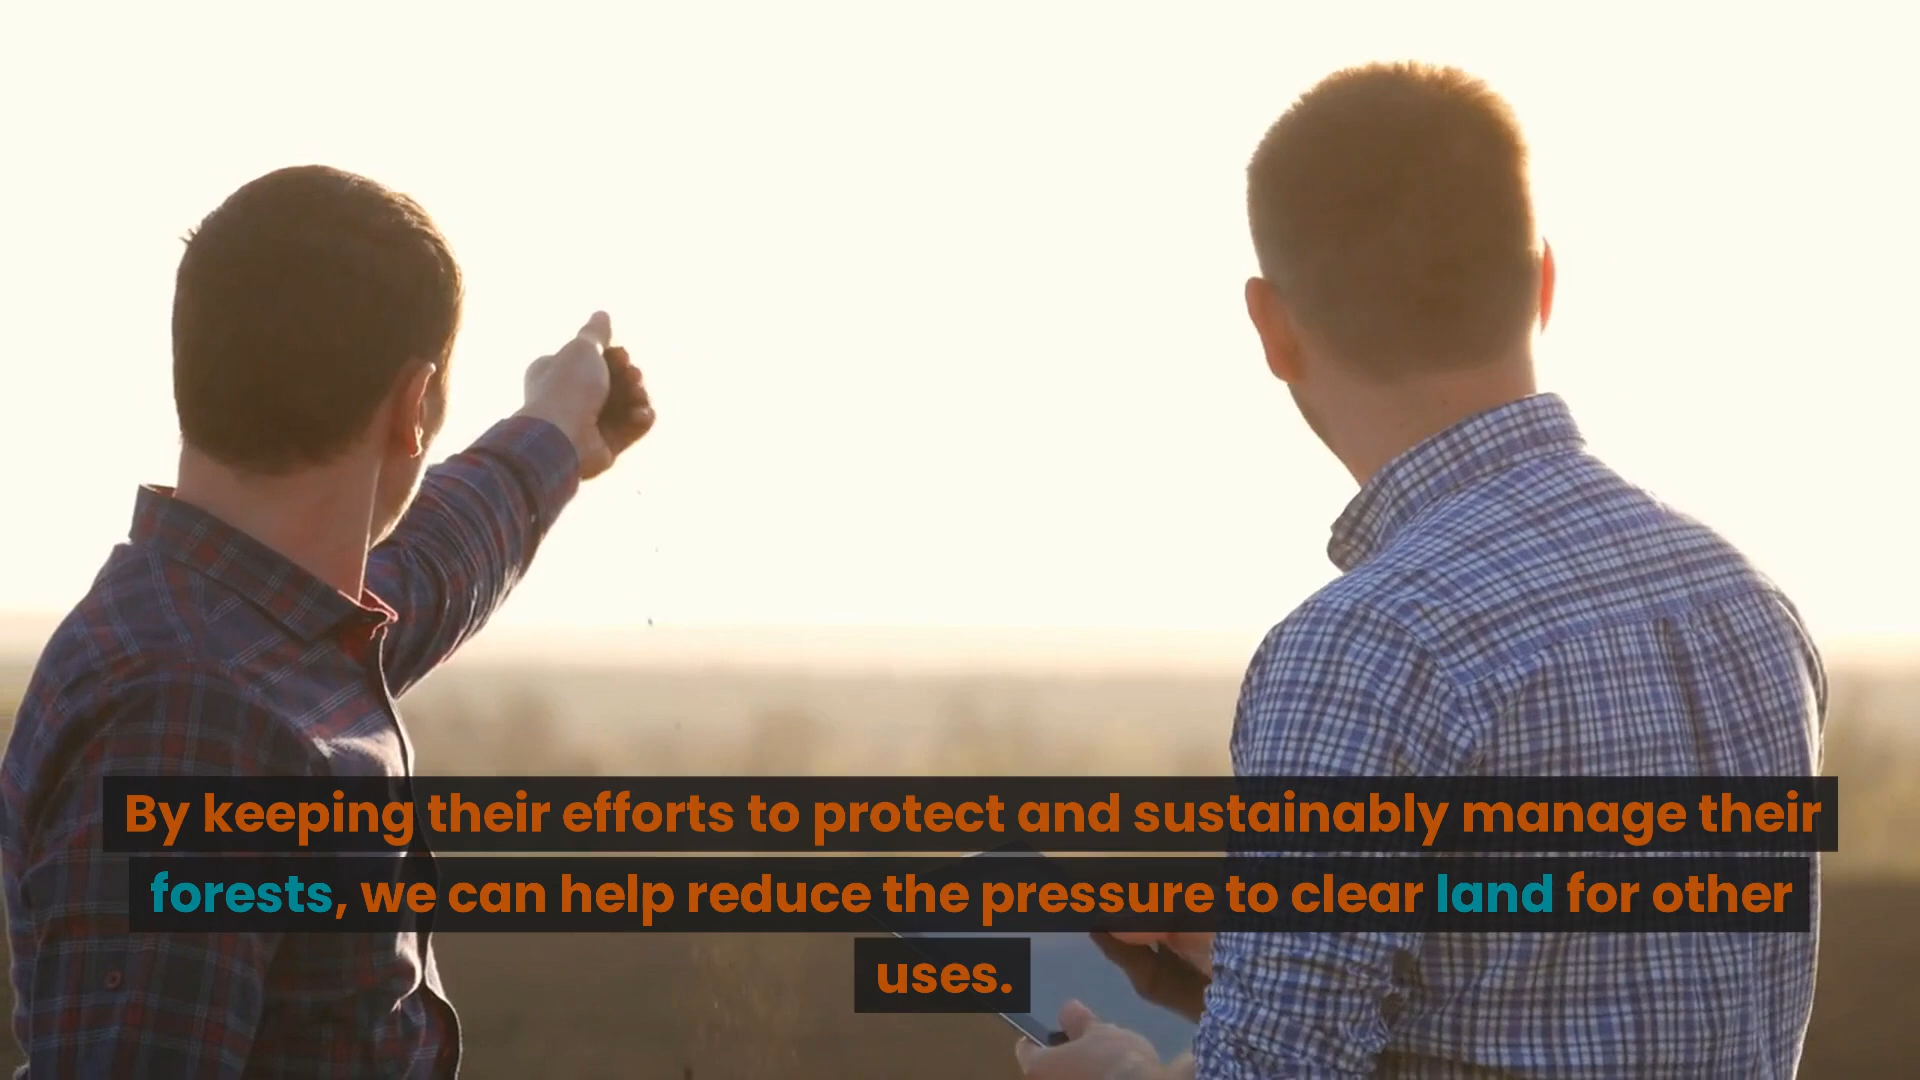 By keeping their efforts to protect and sustainably manage their
forests, we can help reduce the pressure to clear land for other
uses.